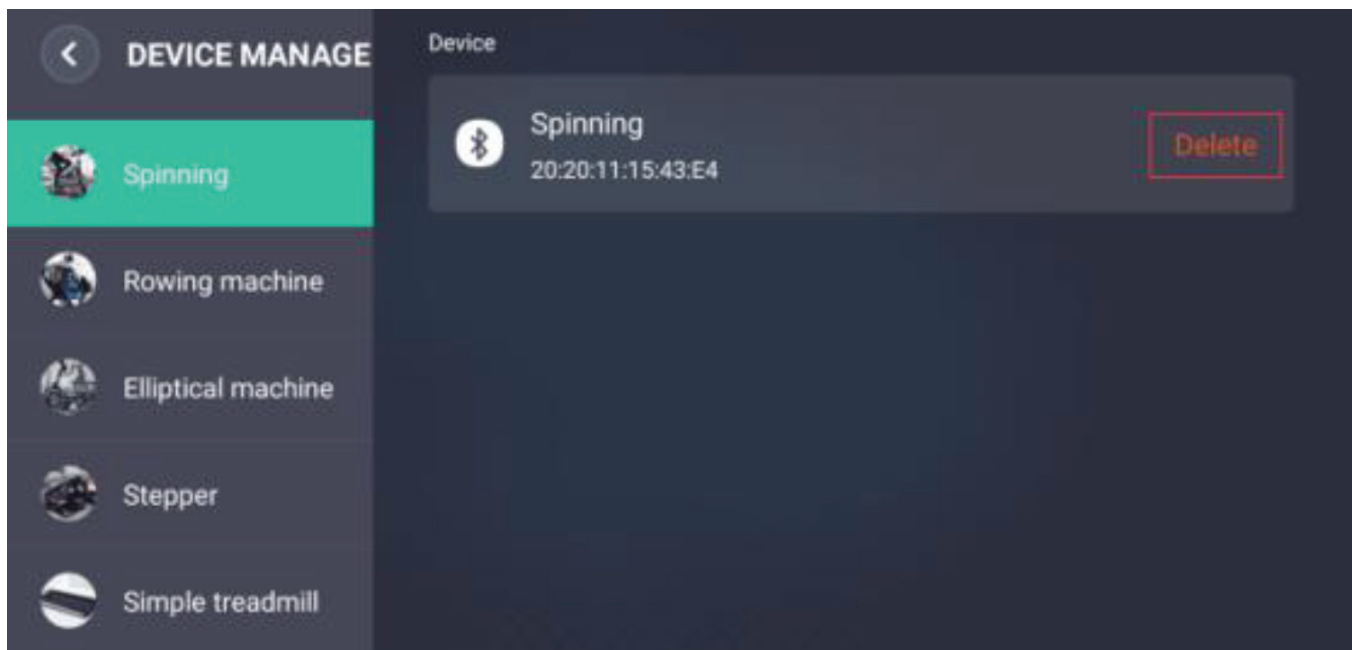 DEVICE MANAGE
Spinning
Rowing machine
Elliptical machine
Stepper
Simple treadmill
Device
Spinning
20:20:11:15:43:E4
Delete